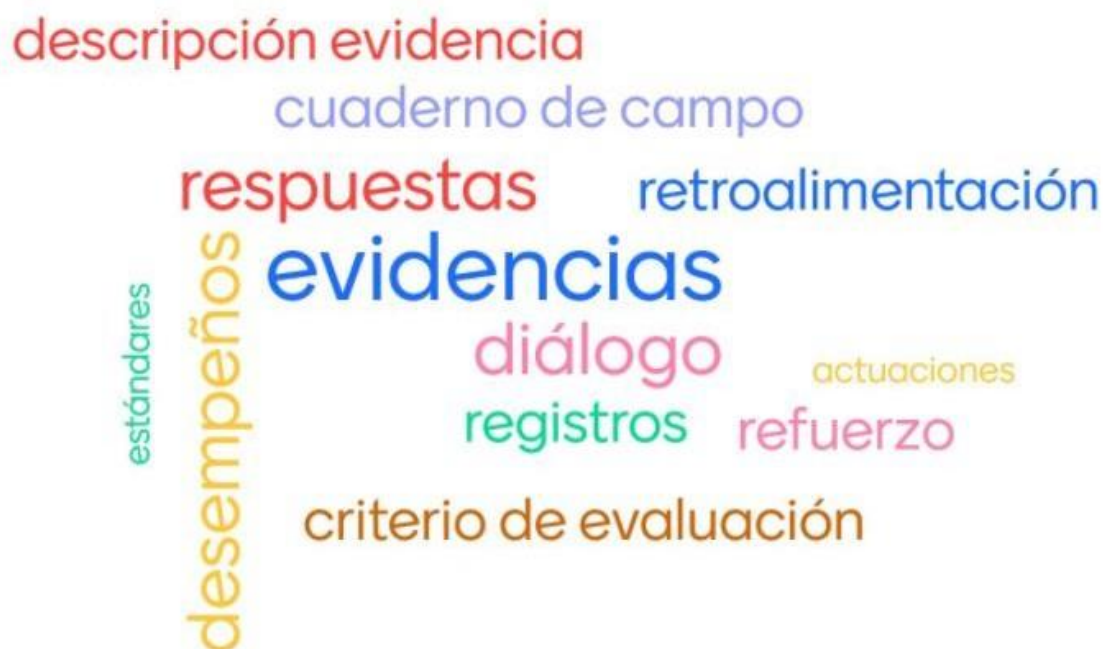 descripción evidencia
cuaderno de campo
respuestas
retroalimentación
evidencias
desempeños
estándares
diálogo
actuaciones
registros
refuerzo
criterio de evaluación